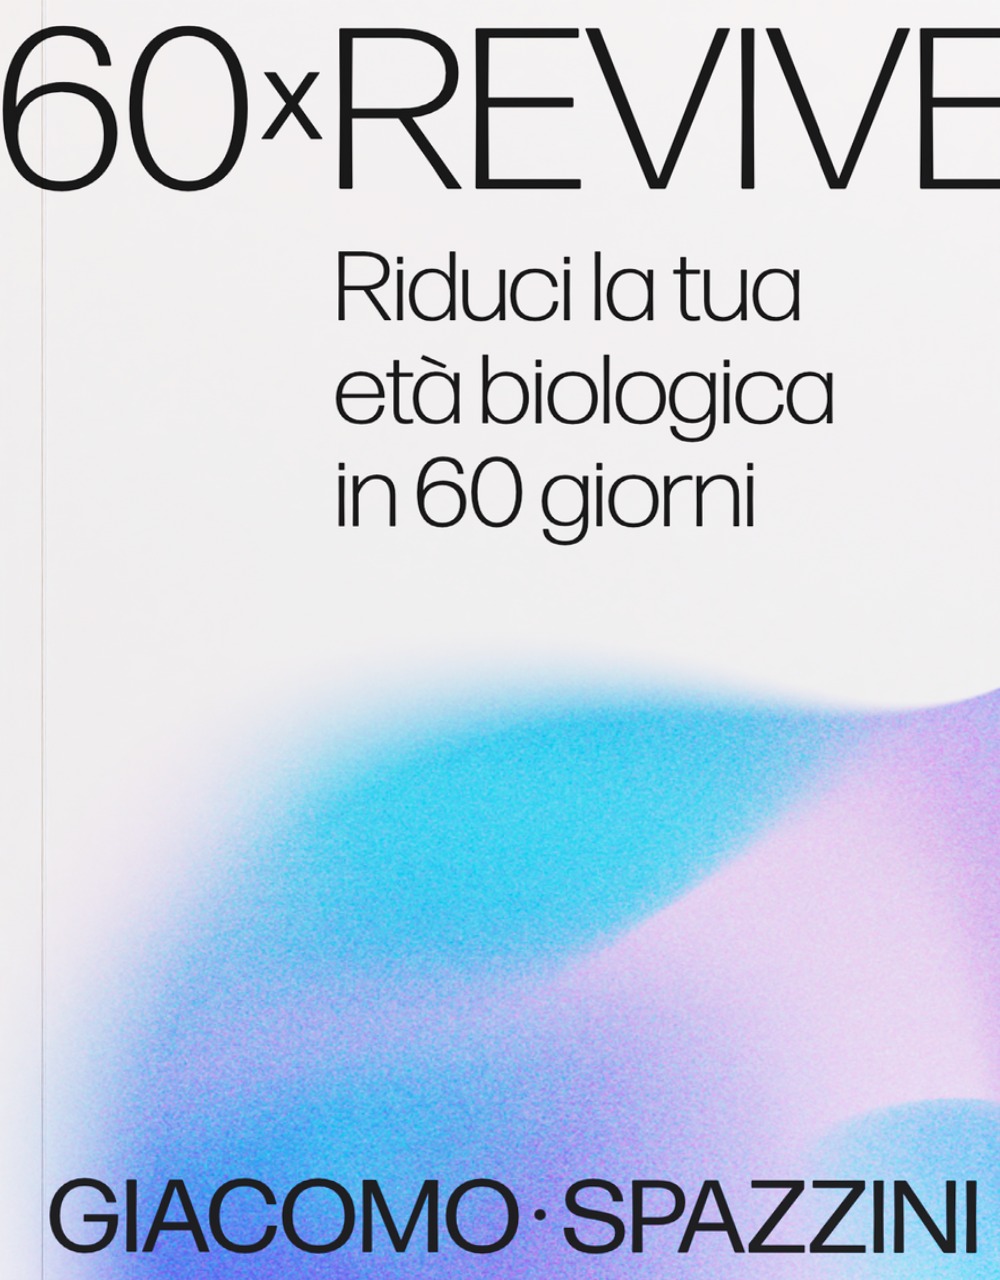 60xREVIVE
Riduci la tua
età biologica
in 60 giorni
GIACOMO·SPAZZINI